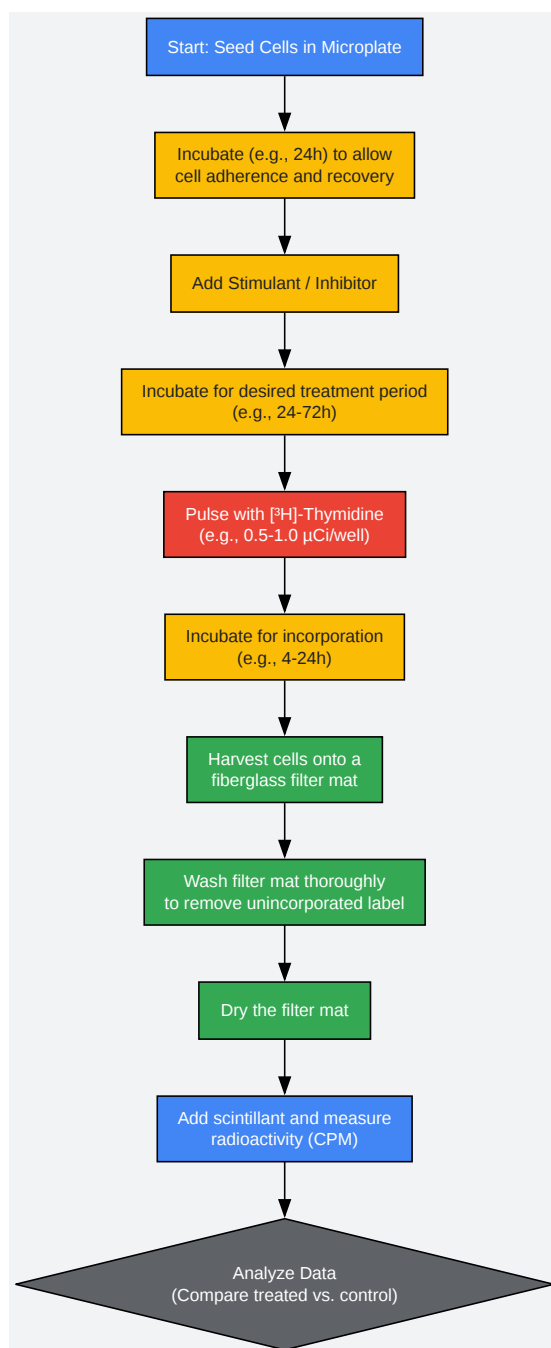 Start: Seed Cells in Microplate
Incubate (e.g., 24h) to allow
cell adherence and recovery
Add Stimulant / Inhibitor
Incubate for desired treatment period
(e.g., 24-72h)
Pulse with [³H]-Thymidine
(e.g., 0.5-1.0 µCi/well)
Incubate for incorporation
(e.g., 4-24h)
Harvest cells onto a
fiberglass filter mat
Wash filter mat thoroughly
to remove unincorporated label
Dry the filter mat
Add scintillant and measure
radioactivity (CPM)
Analyze Data
(Compare treated vs. control)